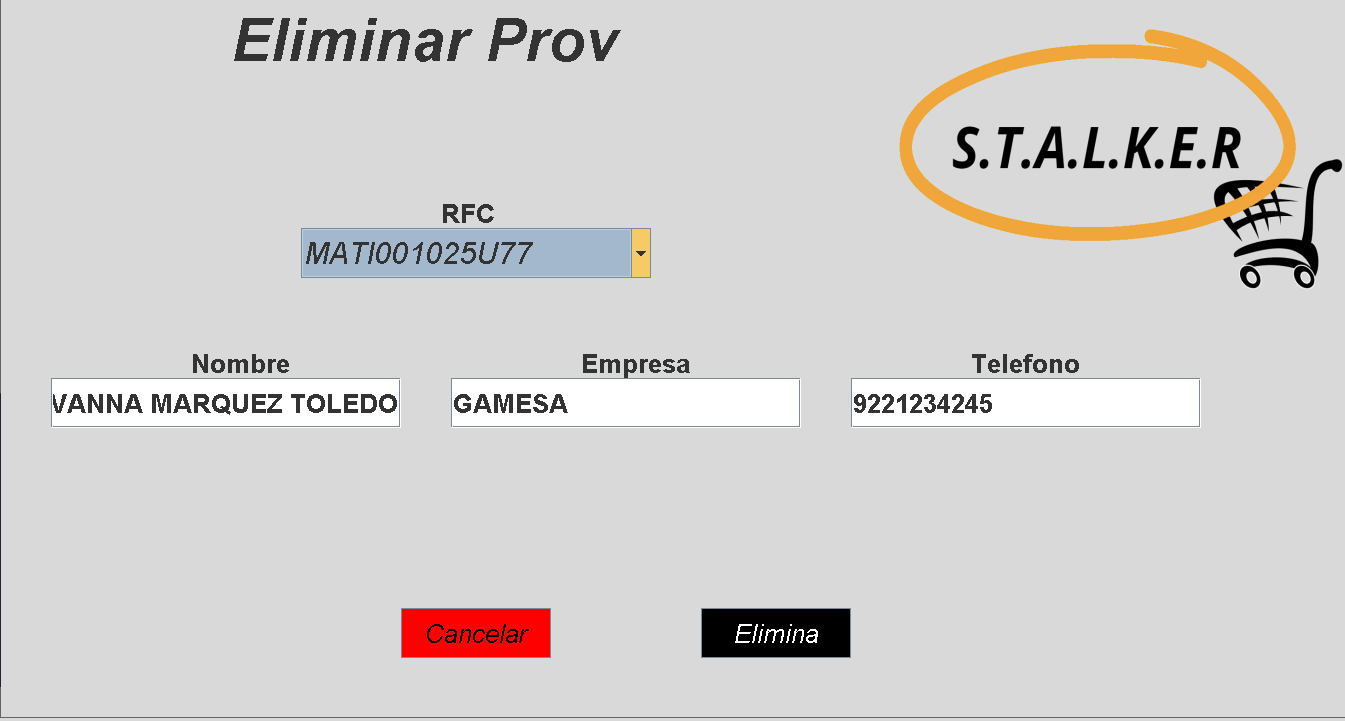 Eliminar Prov
S.T.A.L.K.E.R
RFC
MATI001025U77
Nombre
Empresa
Telefono
VANNA MARQUEZ TOLEDO
GAMESA
9221234245
Cancelar
Elimina